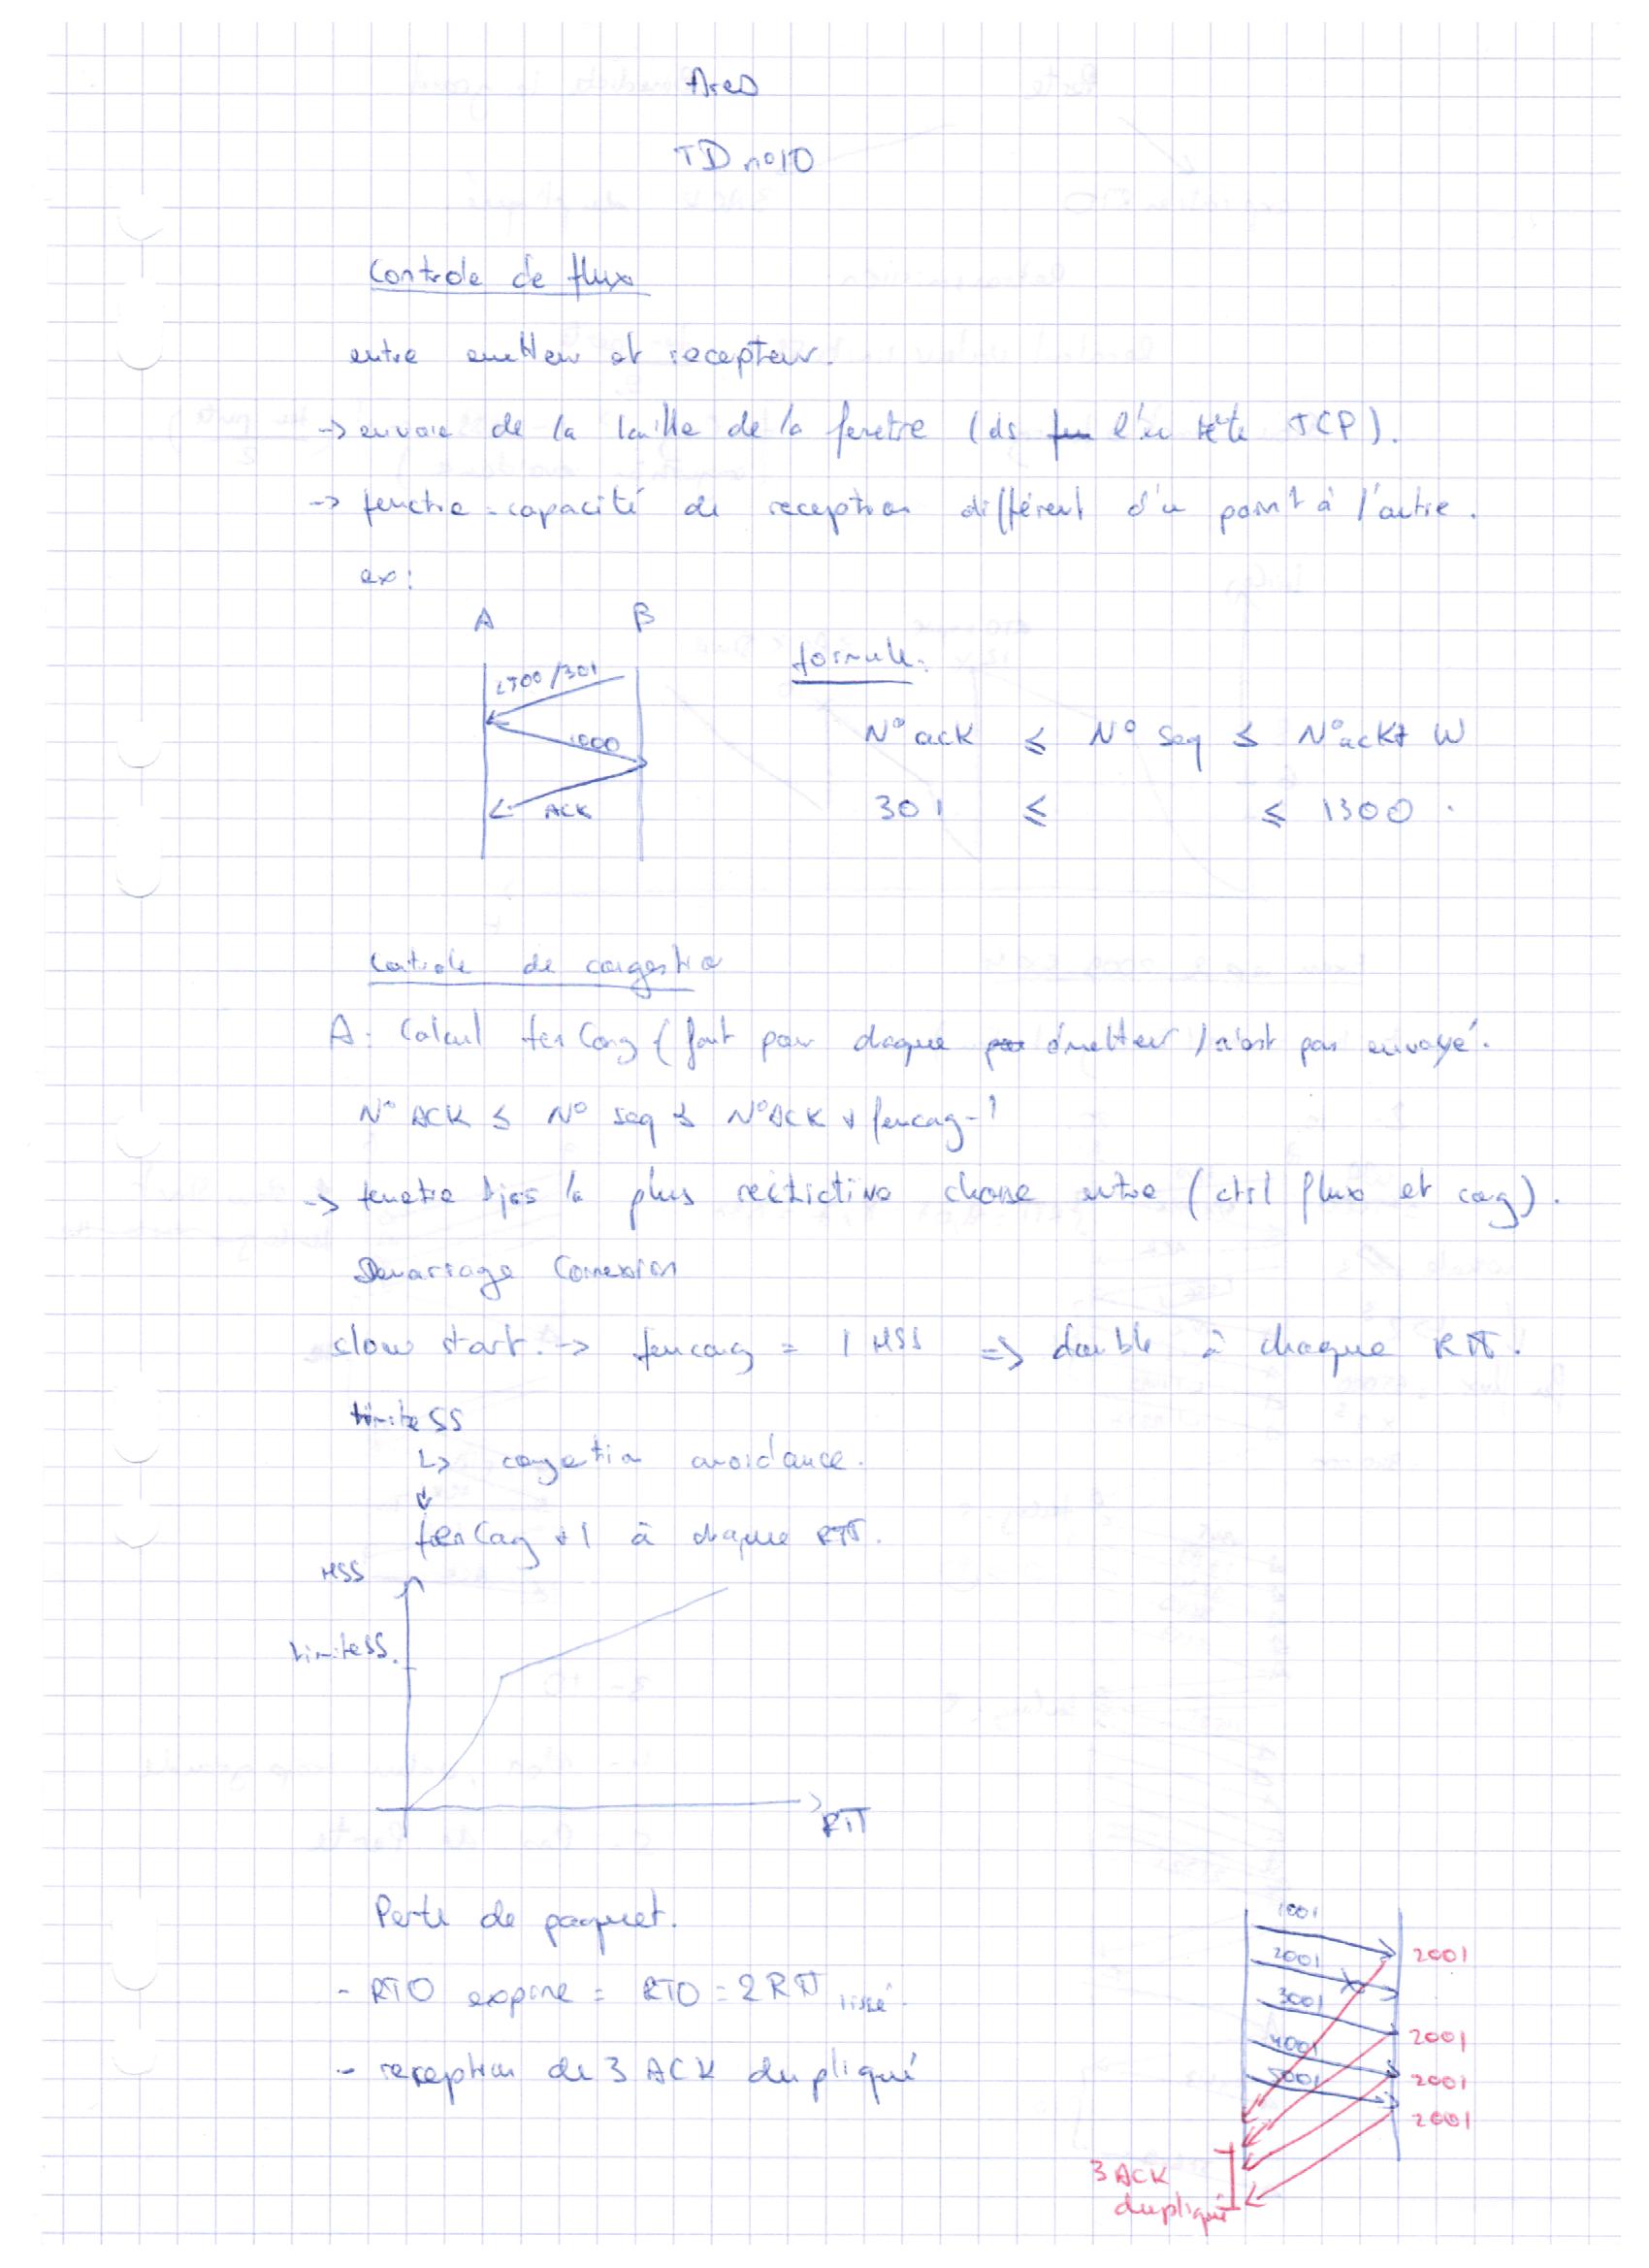 AreS
TD n°10
Controle de flux
entre emetteur et recepteur.
-> envoie de la taille de la fenetre (ds l'en tête TCP).
-> fenetre = capacité de reception différent d'un point à l'autre.
ex:
A B
/301
1000
ACK
formule:
N° ack ≤ N° seq ≤ N° ack + W
301 ≤ ≤ 1300.
Controle de congestion
A: Calcul fenCong (fait par chaque émetteur / n'est pas envoyé.
N° ACK ≤ N° seq ≤ N° ACK + fencong -1
-> fenetre tjrs la plus restrictive choisie entre (ctrl flux et cong).
Demarrage Connexion
slow start. -> fencong = 1 MSS => double à chaque RTT.
limite SS
↳ congestion avoidance.
↓
fenCong +1 à chaque RTT.
MSS
LimiteSS.
RTT
Perte de paquet.
- RTO expire = RTO = 2 RTT lissé.
- reception de 3 ACK dupliqué
1001
2001
2001
3001
2001
4001
2001
5001
2001
3 ACK
dupliqué